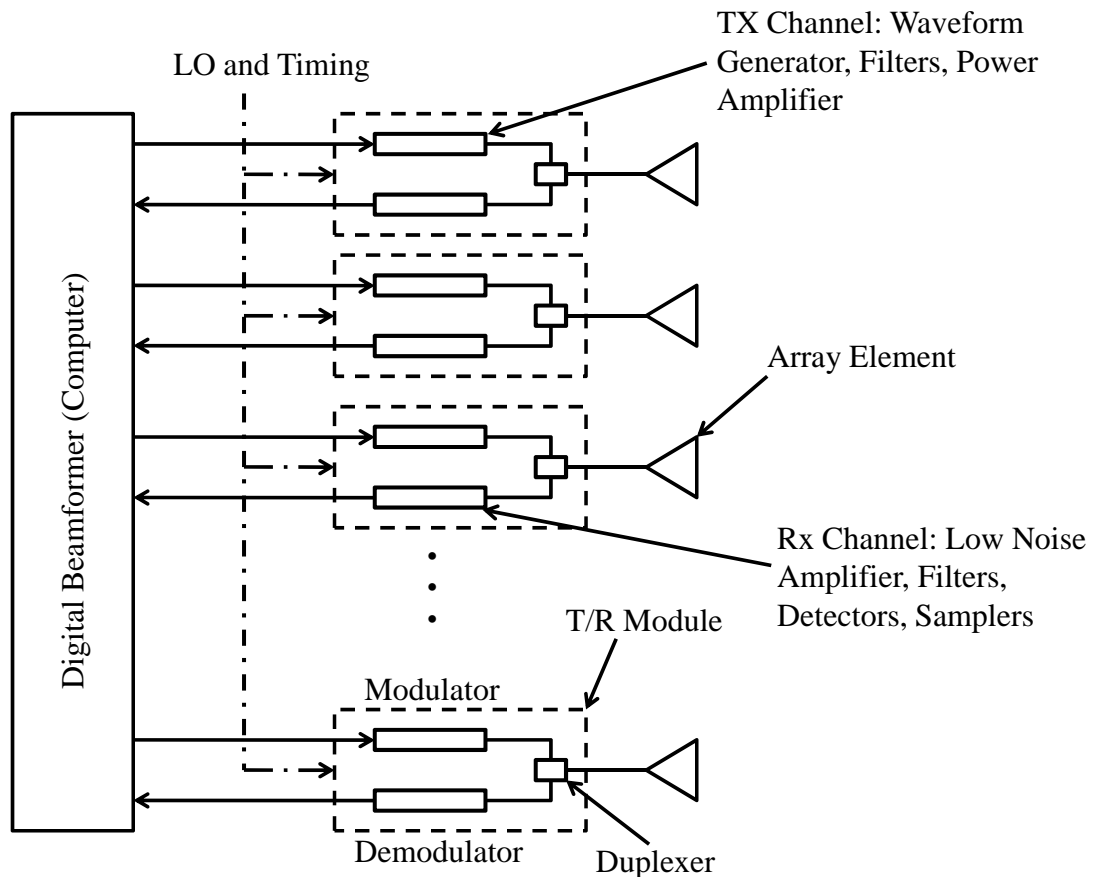 TX Channel: Waveform
Generator, Filters, Power
Amplifier
LO and Timing
Digital Beamformer (Computer)
Array Element
Rx Channel: Low Noise
Amplifier, Filters,
Detectors, Samplers
T/R Module
Modulator
Demodulator
Duplexer